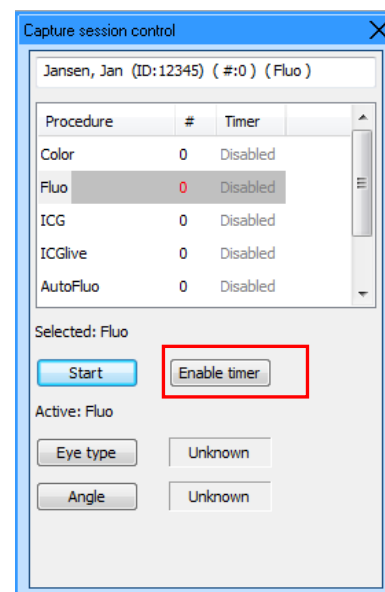 Capture session control
Jansen, Jan (ID:12345) ( #:0 ) ( Fluo )
Procedure # Timer
Color 0 Disabled
Fluo 0 Disabled
ICG 0 Disabled
ICGlive 0 Disabled
AutoFluo 0 Disabled
Selected: Fluo
Start Enable timer
Active: Fluo
Eye type Unknown
Angle Unknown